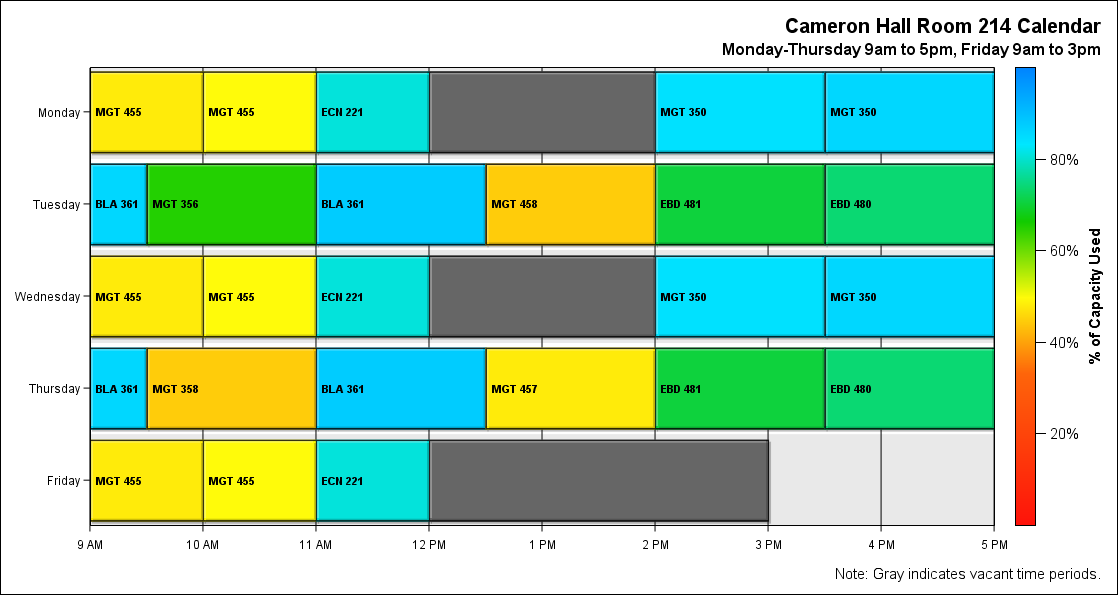 Cameron Hall Room 214 Calendar
Monday-Thursday 9am to 5pm, Friday 9am to 3pm
Monday MGT 455 MGT 455 ECN 221 MGT 350 MGT 350
Tuesday BLA 361 MGT 356 BLA 361 MGT 458 EBD 481 EBD 480
Wednesday MGT 455 MGT 455 ECN 221 MGT 350 MGT 350
Thursday BLA 361 MGT 358 BLA 361 MGT 457 EBD 481 EBD 480
Friday MGT 455 MGT 455 ECN 221
9 AM 10 AM 11 AM 12 PM 1 PM 2 PM 3 PM 4 PM 5 PM
80%
60%
40%
20%
% of Capacity Used
Note: Gray indicates vacant time periods.